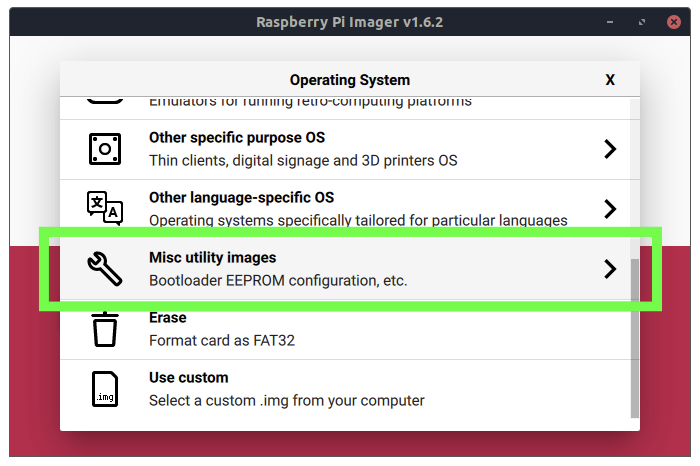 Raspberry Pi Imager v1.6.2
Operating System
X
Emulators for running retro-computing platforms
Other specific purpose OS
Thin clients, digital signage and 3D printers OS
文
A
Other language-specific OS
Operating systems specifically tailored for particular languages
Misc utility images
Bootloader EEPROM configuration, etc.
Erase
Format card as FAT32
.img
Use custom
Select a custom .img from your computer